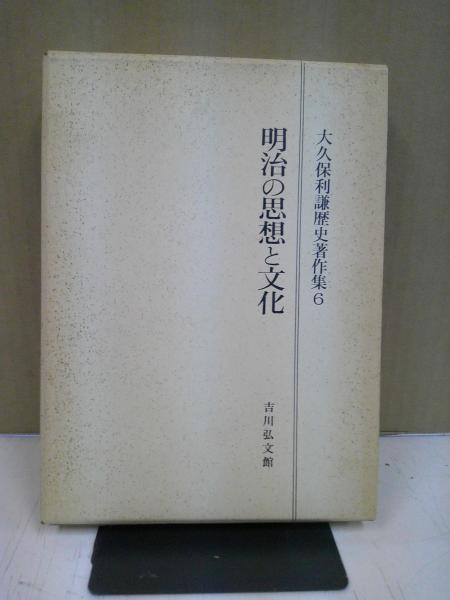 大久保利謙歴史著作集6
明治の思想と文化
吉川弘文館